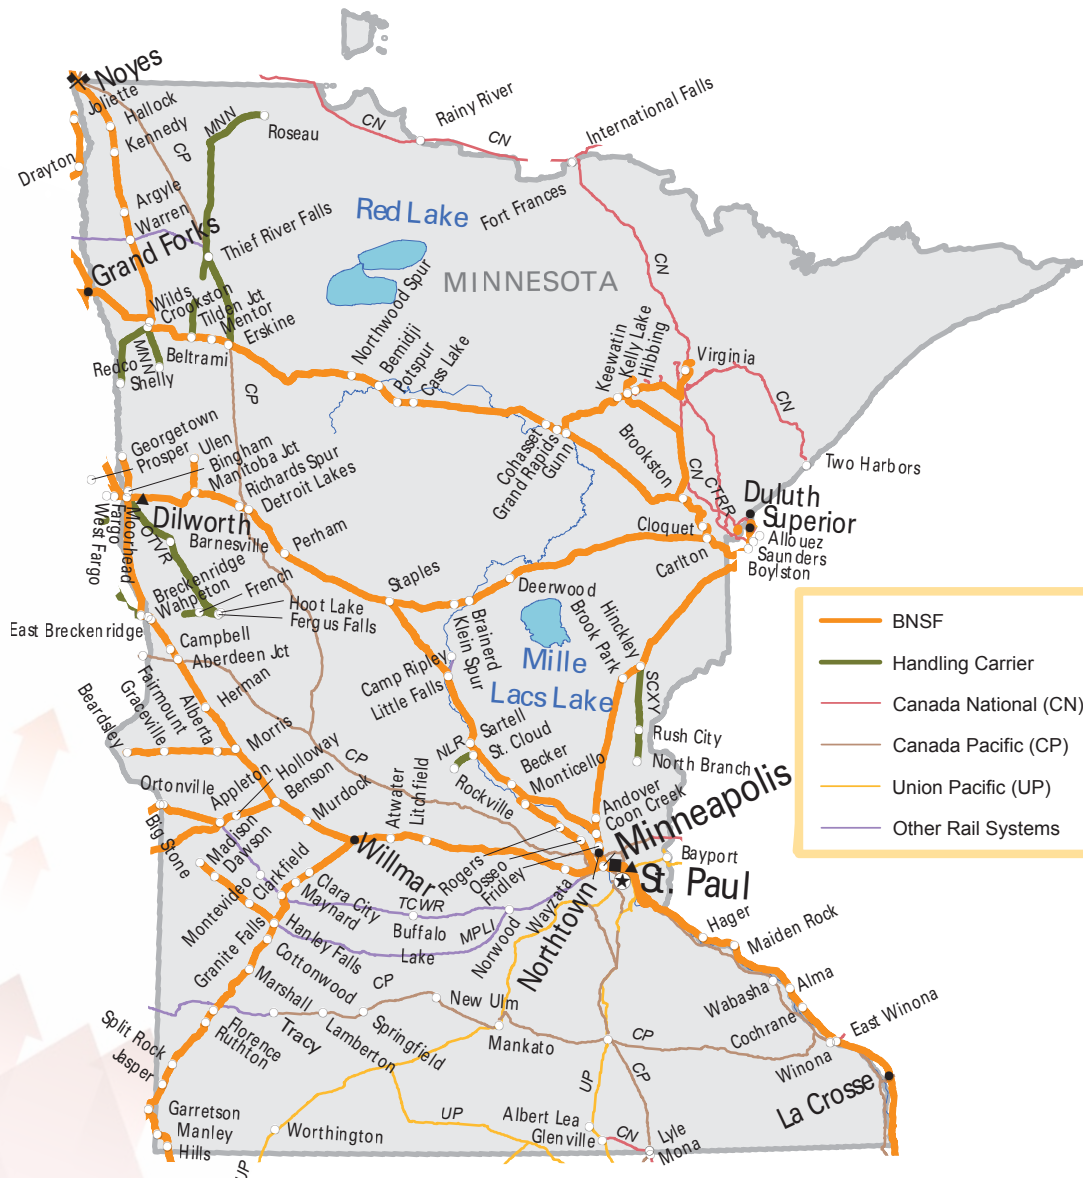 Noyes
Joliette
Hallock
Kennedy
CP
MNN
Roseau
CN
Rainy River
CN
International Falls
Drayton
Argyle
Warren
Grand Forks
Thief River Falls
Red Lake
Fort Frances
MINNESOTA
CN
Wilds
Crookston
Tilden Jct
Mentor
Erskine
Northwood Spur
Bemidji
Potspur
Cass Lake
Keewatin
Kelly Lake
Hibbing
Virginia
Redco
MNN
Shelly
Beltrami
CP
CN
Georgetown
Prosper
Ulen
Bingham
Manitoba Jct
Richards Spur
Detroit Lakes
Cohasset
Grand Rapids
Gunn
Brookston
CN
CTRR
Two Harbors
Duluth
Superior
Allouez
Saunders
Boylston
Cloquet
Carlton
West Fargo
Fargo
Moorhead
Dilworth
OTVR
Barnesville
Perham
Breckenridge
Wahpeton
French
Hoot Lake
Fergus Falls
East Breckenridge
Staples
Deerwood
Brainerd
Klein Spur
Mille
Lacs Lake
Brook Park
Hinckley
Campbell
Aberdeen Jct
Camp Ripley
Little Falls
Fairmount
Graceville
Beardsley
Alberta
Herman
Morris
SCXY
Rush City
North Branch
CP
NLR
Sartell
St. Cloud
Becker
Monticello
Rockville
Ortonville
Appleton
Holloway
Benson
Murdock
Atwater
Litchfield
Andover
Coon Creek
Minneapolis
Big Stone
Madison
Dawson
Clarkfield
Willmar
Rogers
Osseo
Fridley
Bayport
St. Paul
Montevideo
Maynard
Clara City
TCWR
Buffalo
Lake
MPLI
Norwood
Wayzata
Northtown
Hager
Maiden Rock
Granite Falls
Hanley Falls
Cottonwood
Marshall
CP
New Ulm
Wabasha
Alma
Cochrane
East Winona
Winona
La Crosse
Split Rock
Jasper
Florence
Ruthton
Tracy
Lamberton
Springfield
Mankato
CP
CP
UP
UP
Garretson
Manley
Hills
Worthington
UP
Albert Lea
Glenville
CN
Lyle
Mona
BNSF
Handling Carrier
Canada National (CN)
Canada Pacific (CP)
Union Pacific (UP)
Other Rail Systems